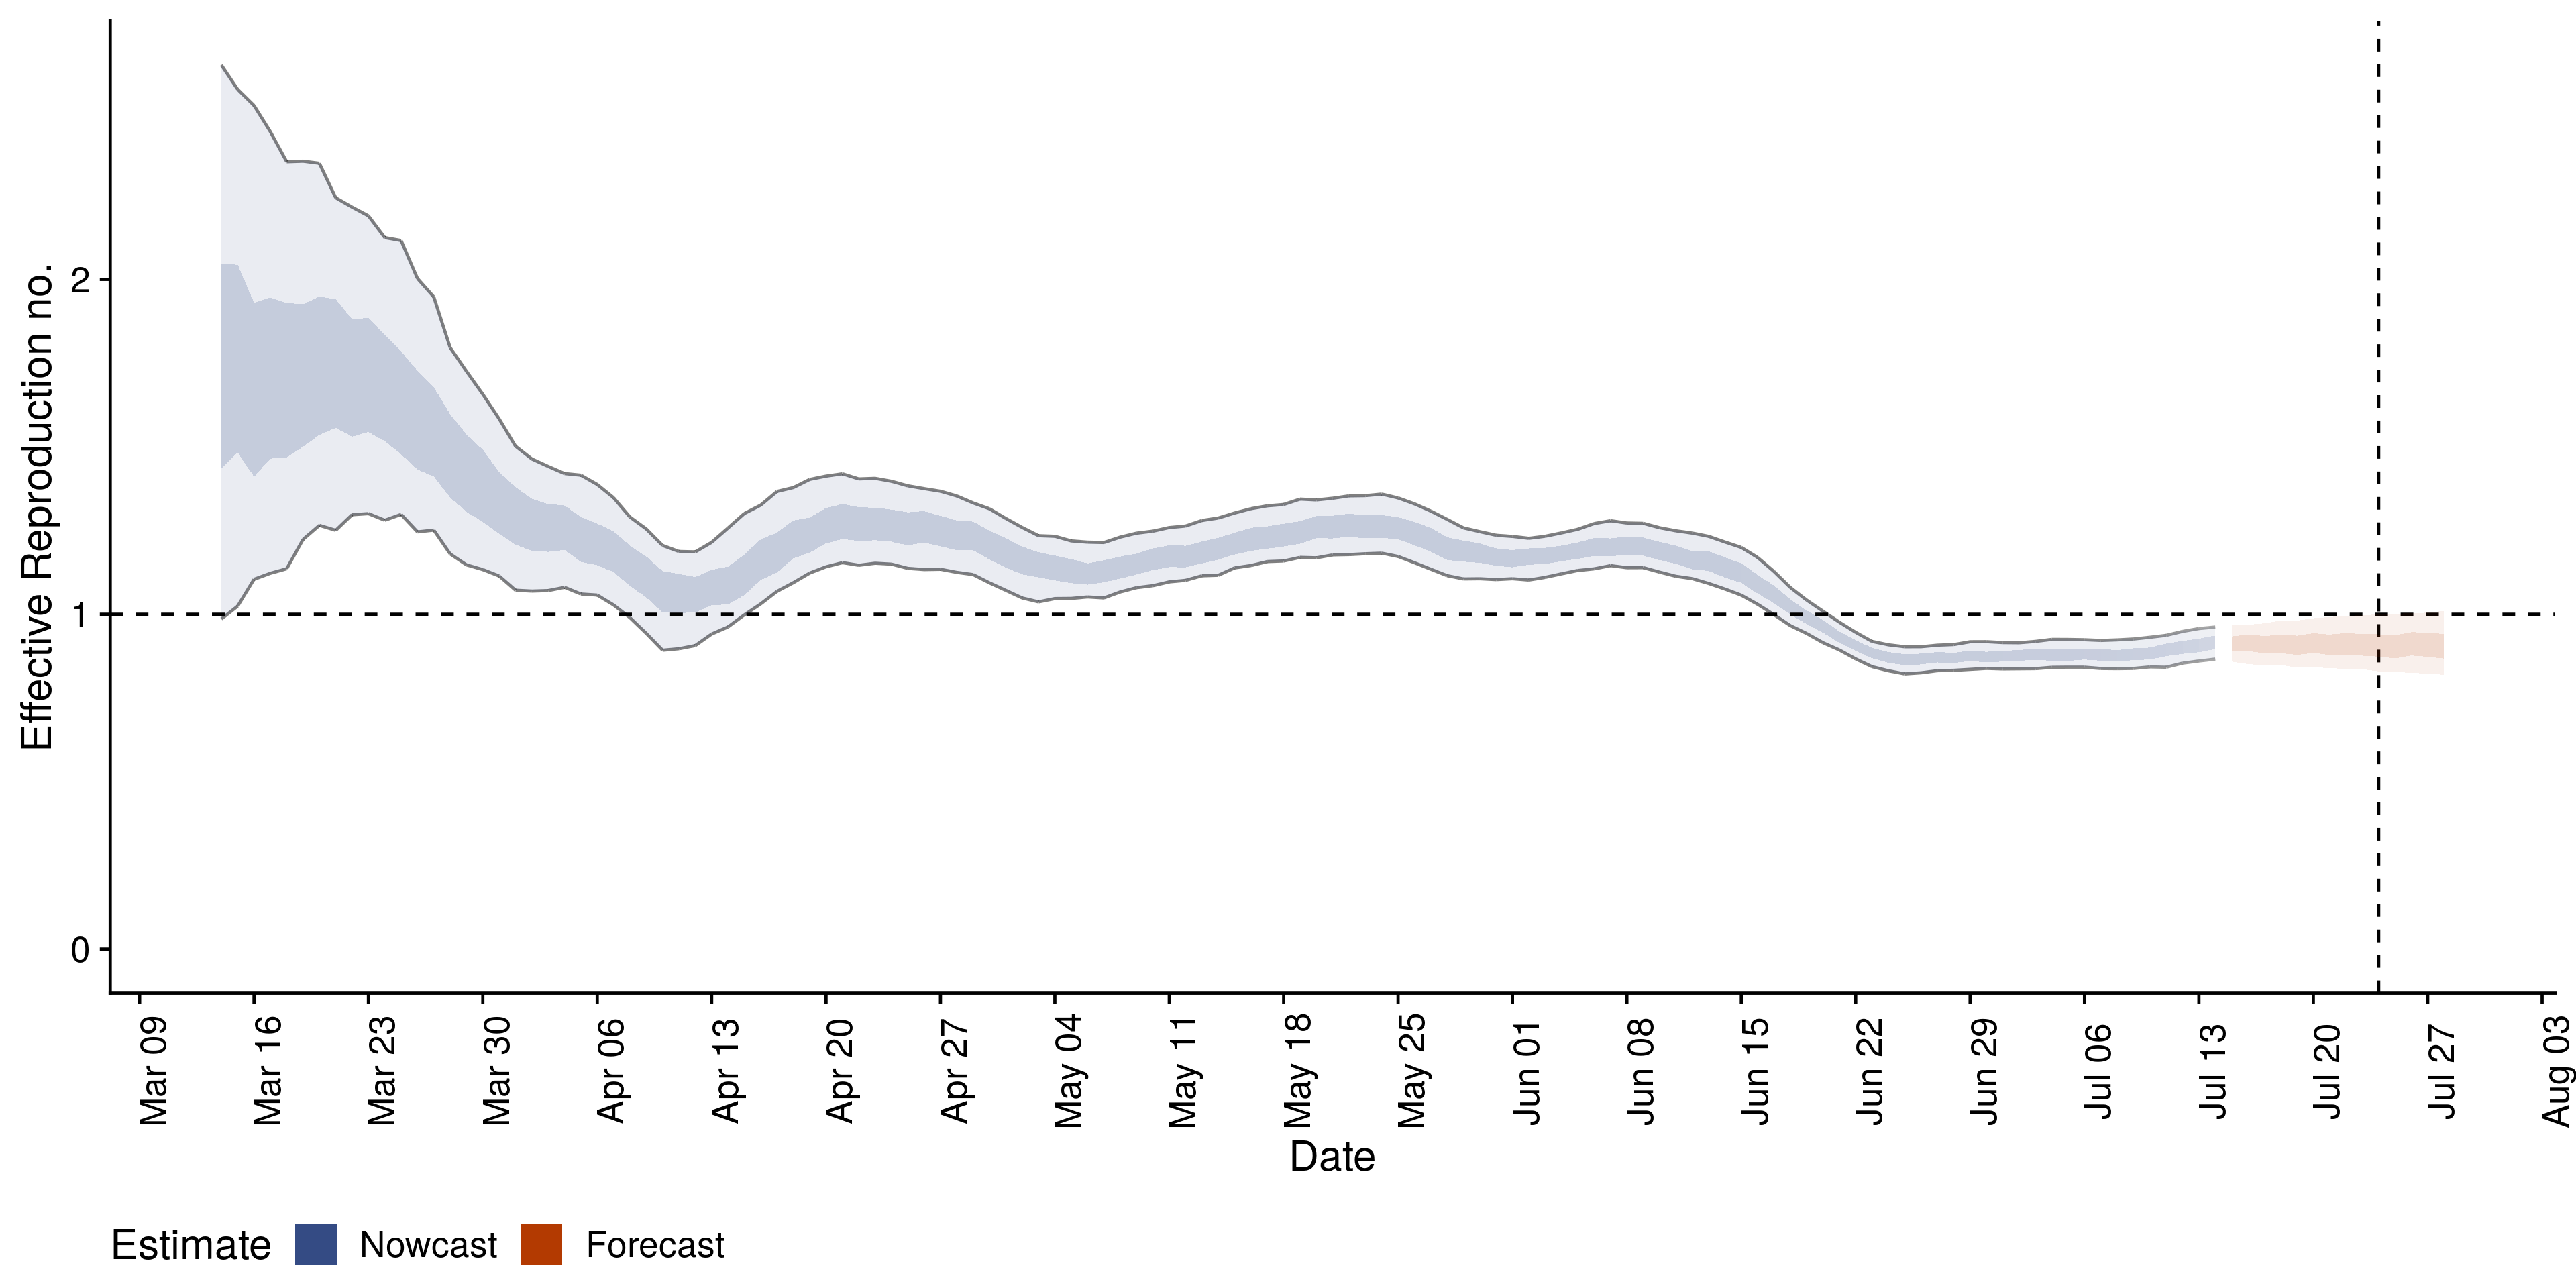 Effective Reproduction no.
2
1
0
Mar 09
Mar 16
Mar 23
Mar 30
Apr 06
Apr 13
Apr 20
Apr 27
May 04
May 11
May 18
May 25
Jun 01
Jun 08
Jun 15
Jun 22
Jun 29
Jul 06
Jul 13
Jul 20
Jul 27
Aug 03
Date
Estimate Nowcast Forecast